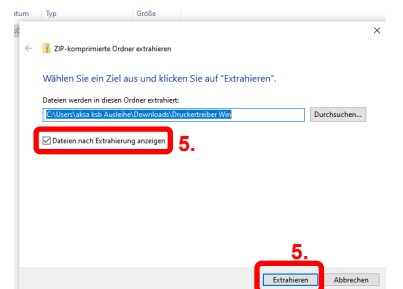 atum Typ Größe
ZIP-komprimierte Ordner extrahieren
Wählen Sie ein Ziel aus und klicken Sie auf "Extrahieren".
Dateien werden in diesen Ordner extrahiert:
C:\Users\aksa ksb Ausleihe\Downloads\Druckertreiber Win Durchsuchen...
Dateien nach Extrahierung anzeigen 5.
5.
Extrahieren Abbrechen